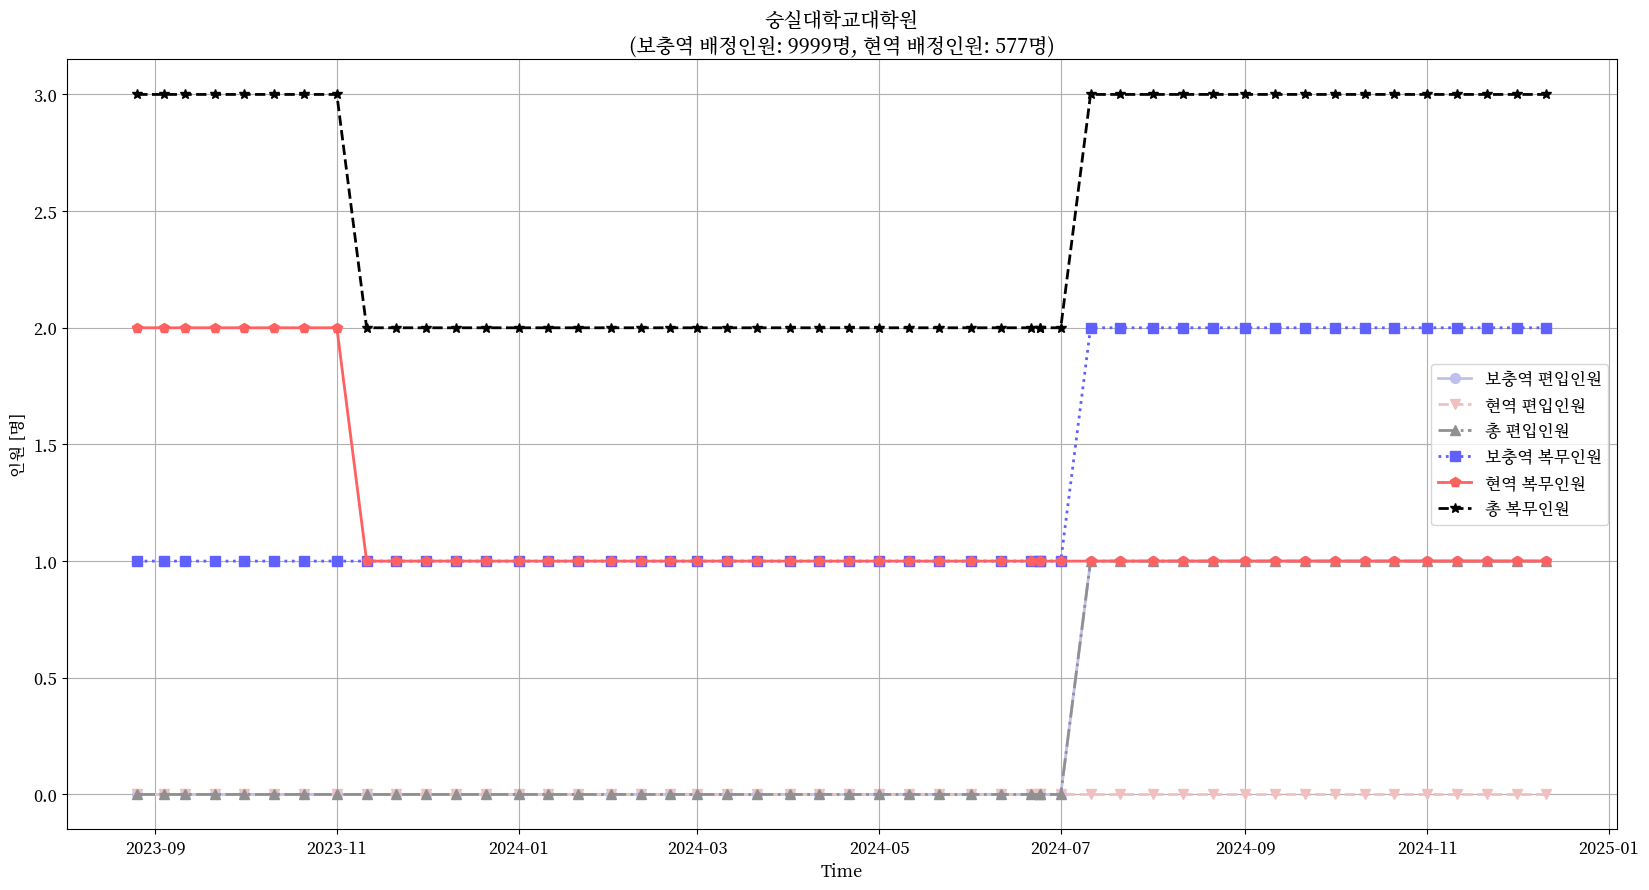 숭실대학교대학원
(보충역 배정인원: 9999명, 현역 배정인원: 577명)
3.0
2.5
2.0
1.5
1.0
0.5
0.0
인원 [명]
보충역 편입인원
현역 편입인원
총 편입인원
보충역 복무인원
현역 복무인원
총 복무인원
2023-09
2023-11
2024-01
2024-03
2024-05
2024-07
2024-09
2024-11
2025-01
Time